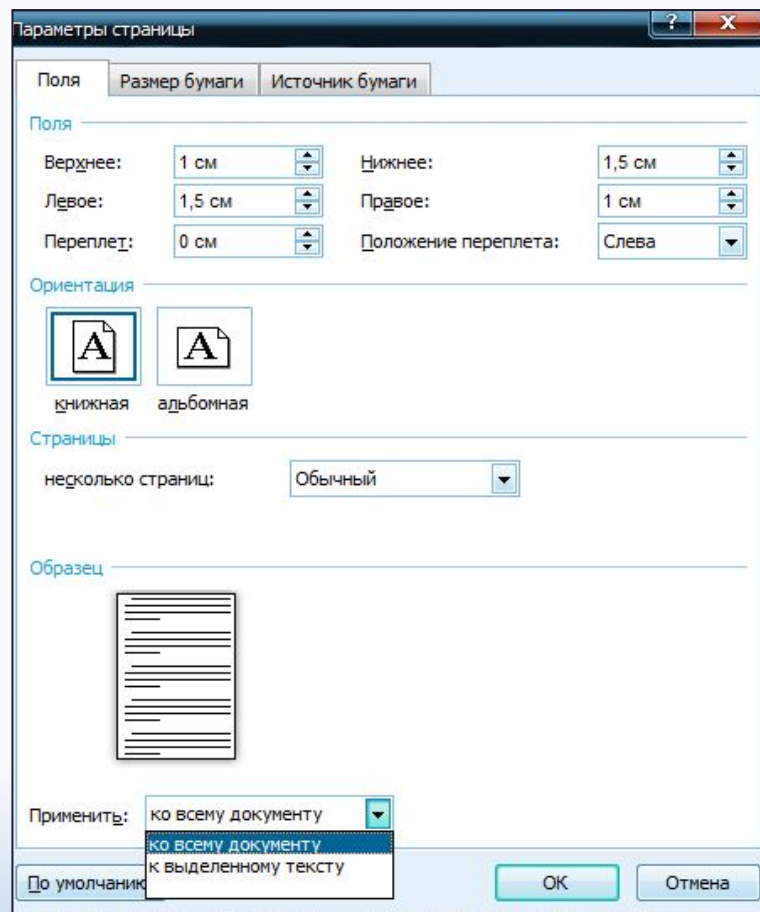 Параметры страницы
? X
Поля Размер бумаги Источник бумаги
Поля
Верхнее: 1 см Нижнее: 1,5 см
Левое: 1,5 см Правое: 1 см
Переплет: 0 см Положение переплета: Слева
Ориентация
A A
книжная альбомная
Страницы
несколько страниц: Обычный
Образец
Применить: ко всему документу
ко всему документу
к выделенному тексту
По умолчанию OK Отмена